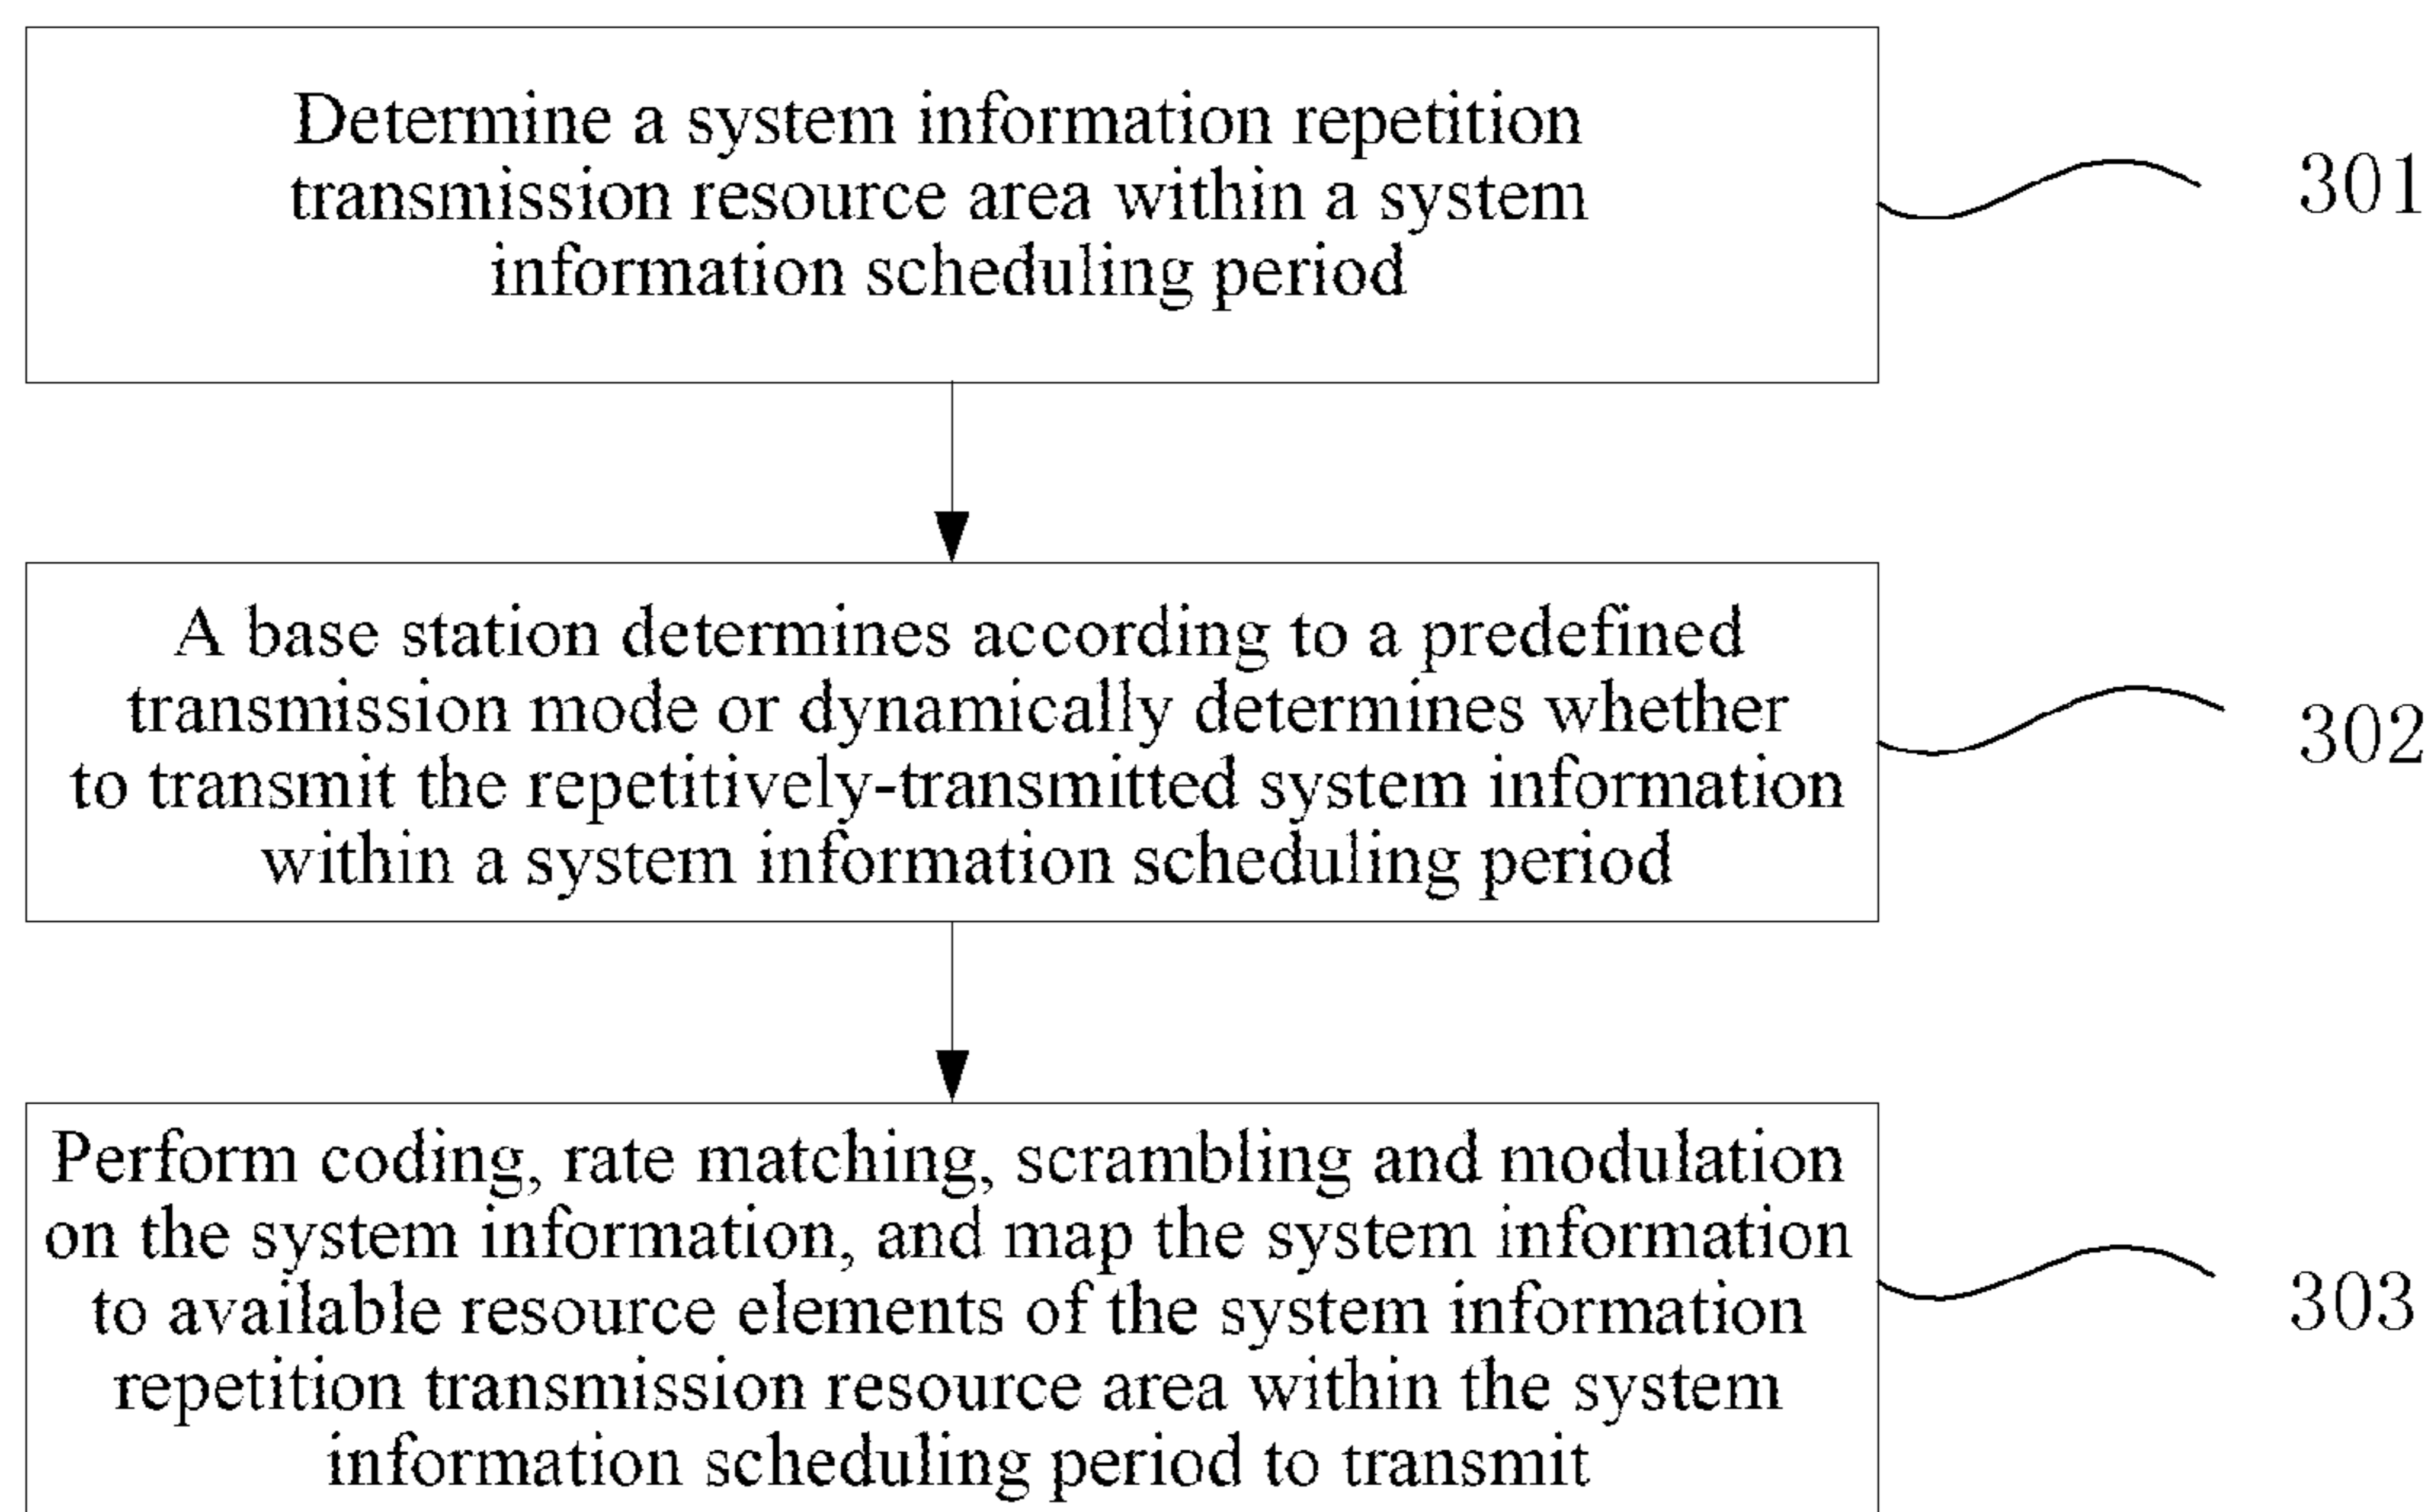 Determine a system information repetition
transmission resource area within a system
information scheduling period
301
A base station determines according to a predefined
transmission mode or dynamically determines whether
to transmit the repetitively-transmitted system information
within a system information scheduling period
302
Perform coding, rate matching, scrambling and modulation
on the system information, and map the system information
to available resource elements of the system information
repetition transmission resource area within the system
information scheduling period to transmit
303